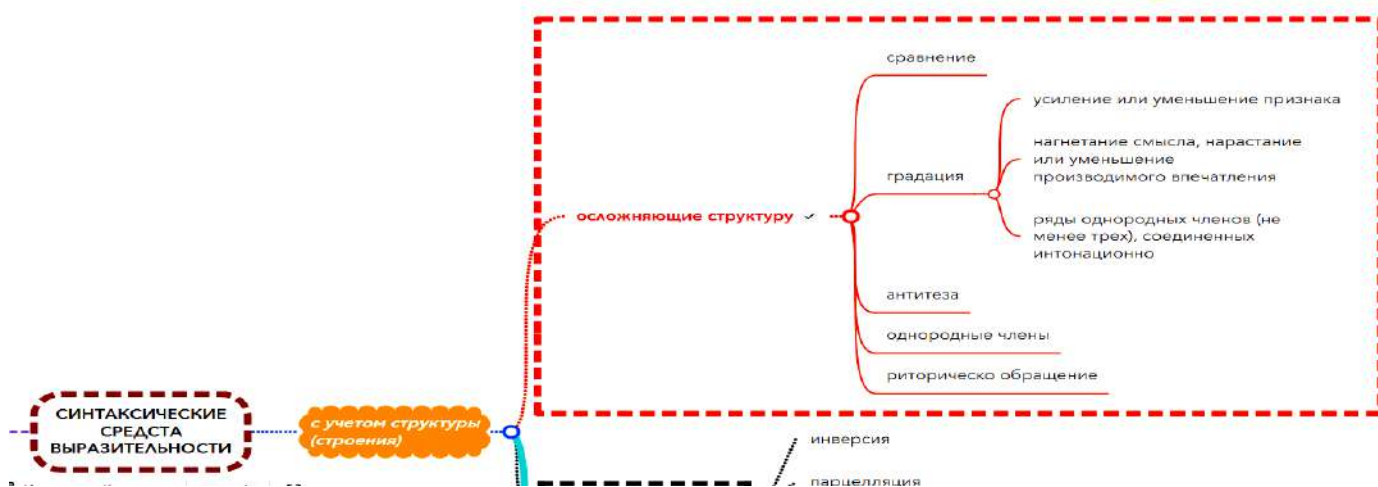 сравнение
усиление или уменьшение признака
нагнетание смысла, нарастание
или уменьшение
производимого впечатления
градация
осложняющие структуру
ряды однородных членов (не
менее трех), соединенных
интонационно
антитеза
однородные члены
риторическо обращение
СИНТАКСИЧЕСКИЕ
СРЕДСТА
ВЫРАЗИТЕЛЬНОСТИ
с учетом структуры
(строения)
инверсия
парцелляция